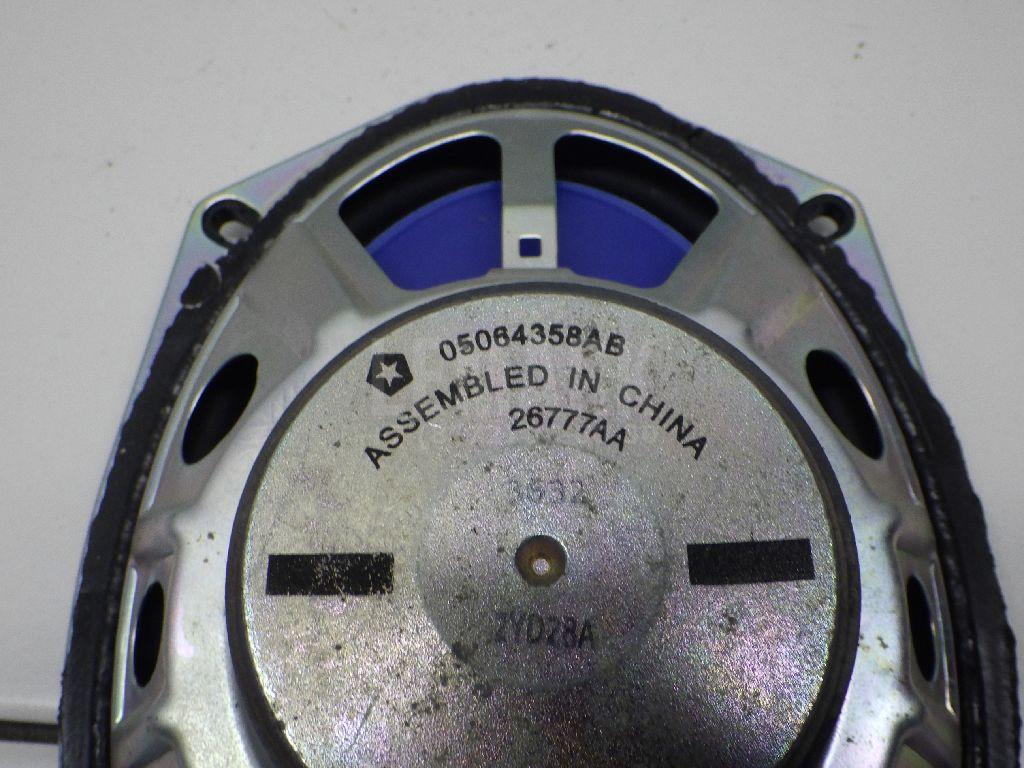 05064358AB
ASSEMBLED IN CHINA
26777AA
3632
ZYD28A